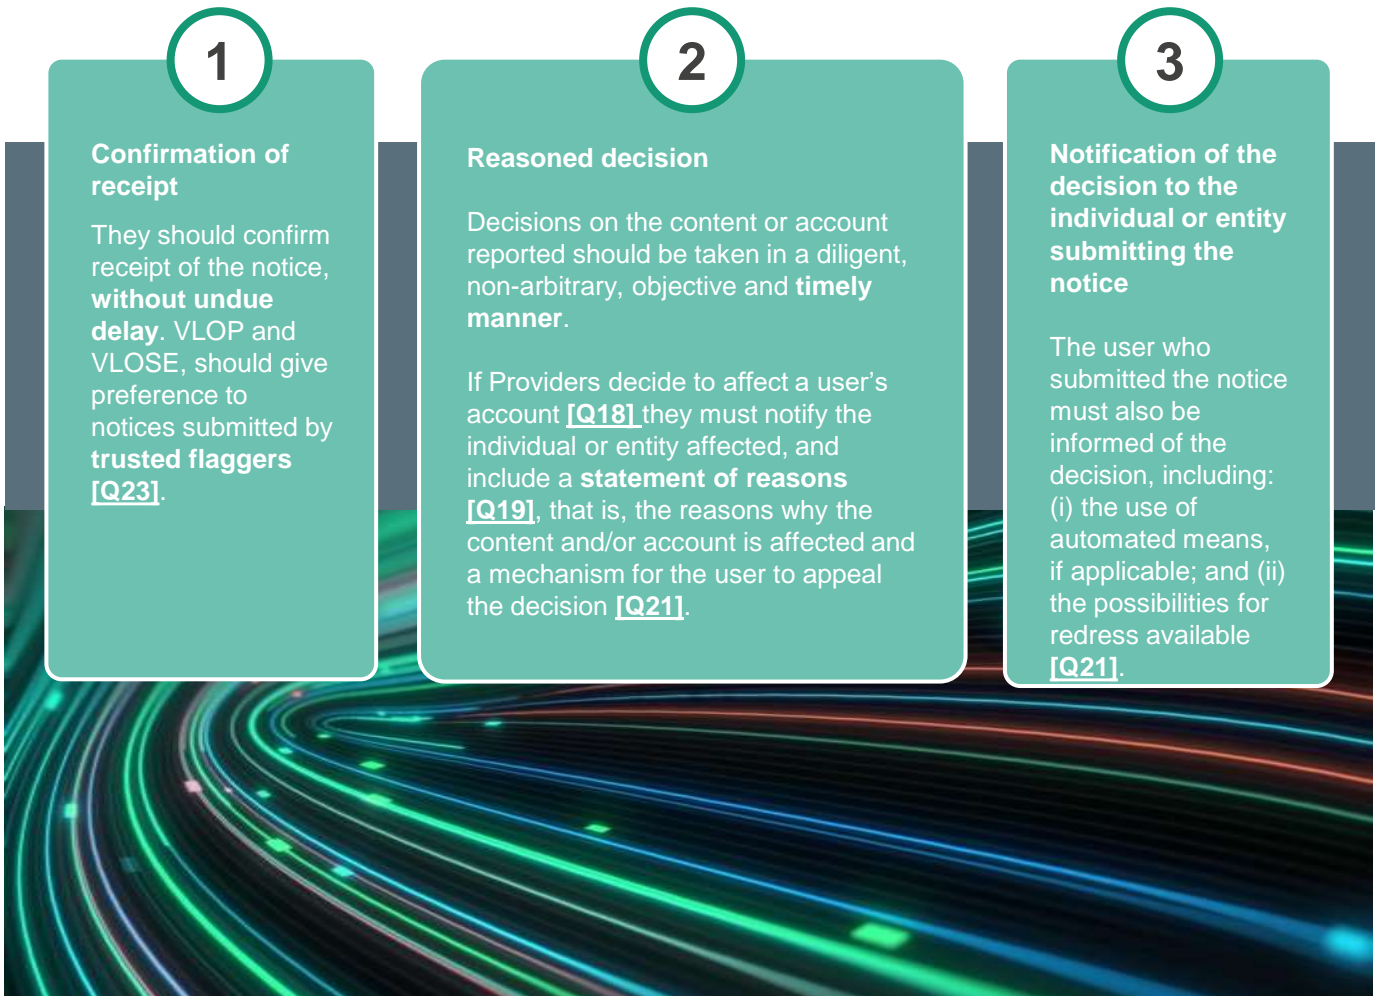 1
Confirmation of
receipt
They should confirm
receipt of the notice,
without undue
delay. VLOP and
VLOSE, should give
preference to
notices submitted by
trusted flaggers
[Q23].
2
Reasoned decision
Decisions on the content or account
reported should be taken in a diligent,
non-arbitrary, objective and timely
manner.
If Providers decide to affect a user's
account [Q18] they must notify the
individual or entity affected, and
include a statement of reasons
[Q19], that is, the reasons why the
content and/or account is affected and
a mechanism for the user to appeal
the decision [Q21].
3
Notification of the
decision to the
individual or entity
submitting the
notice
The user who
submitted the notice
must also be
informed of the
decision, including:
(i) the use of
automated means,
if applicable; and (ii)
the possibilities for
redress available
[Q21].